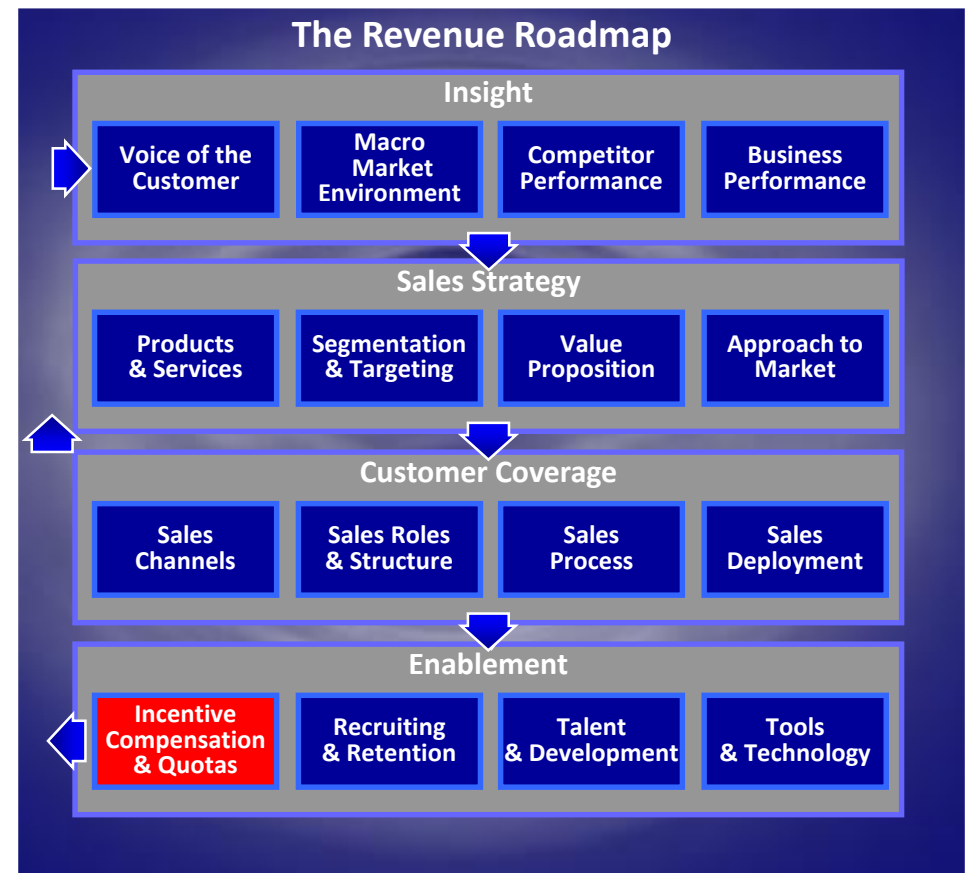 The Revenue Roadmap
Insight
Voice of the
Customer
Macro
Market
Environment
Competitor
Performance
Business
Performance
Sales Strategy
Products
& Services
Segmentation
& Targeting
Value
Proposition
Approach to
Market
Customer Coverage
Sales
Channels
Sales Roles
& Structure
Sales
Process
Sales
Deployment
Enablement
Incentive
Compensation
& Quotas
Recruiting
& Retention
Talent
& Development
Tools
& Technology